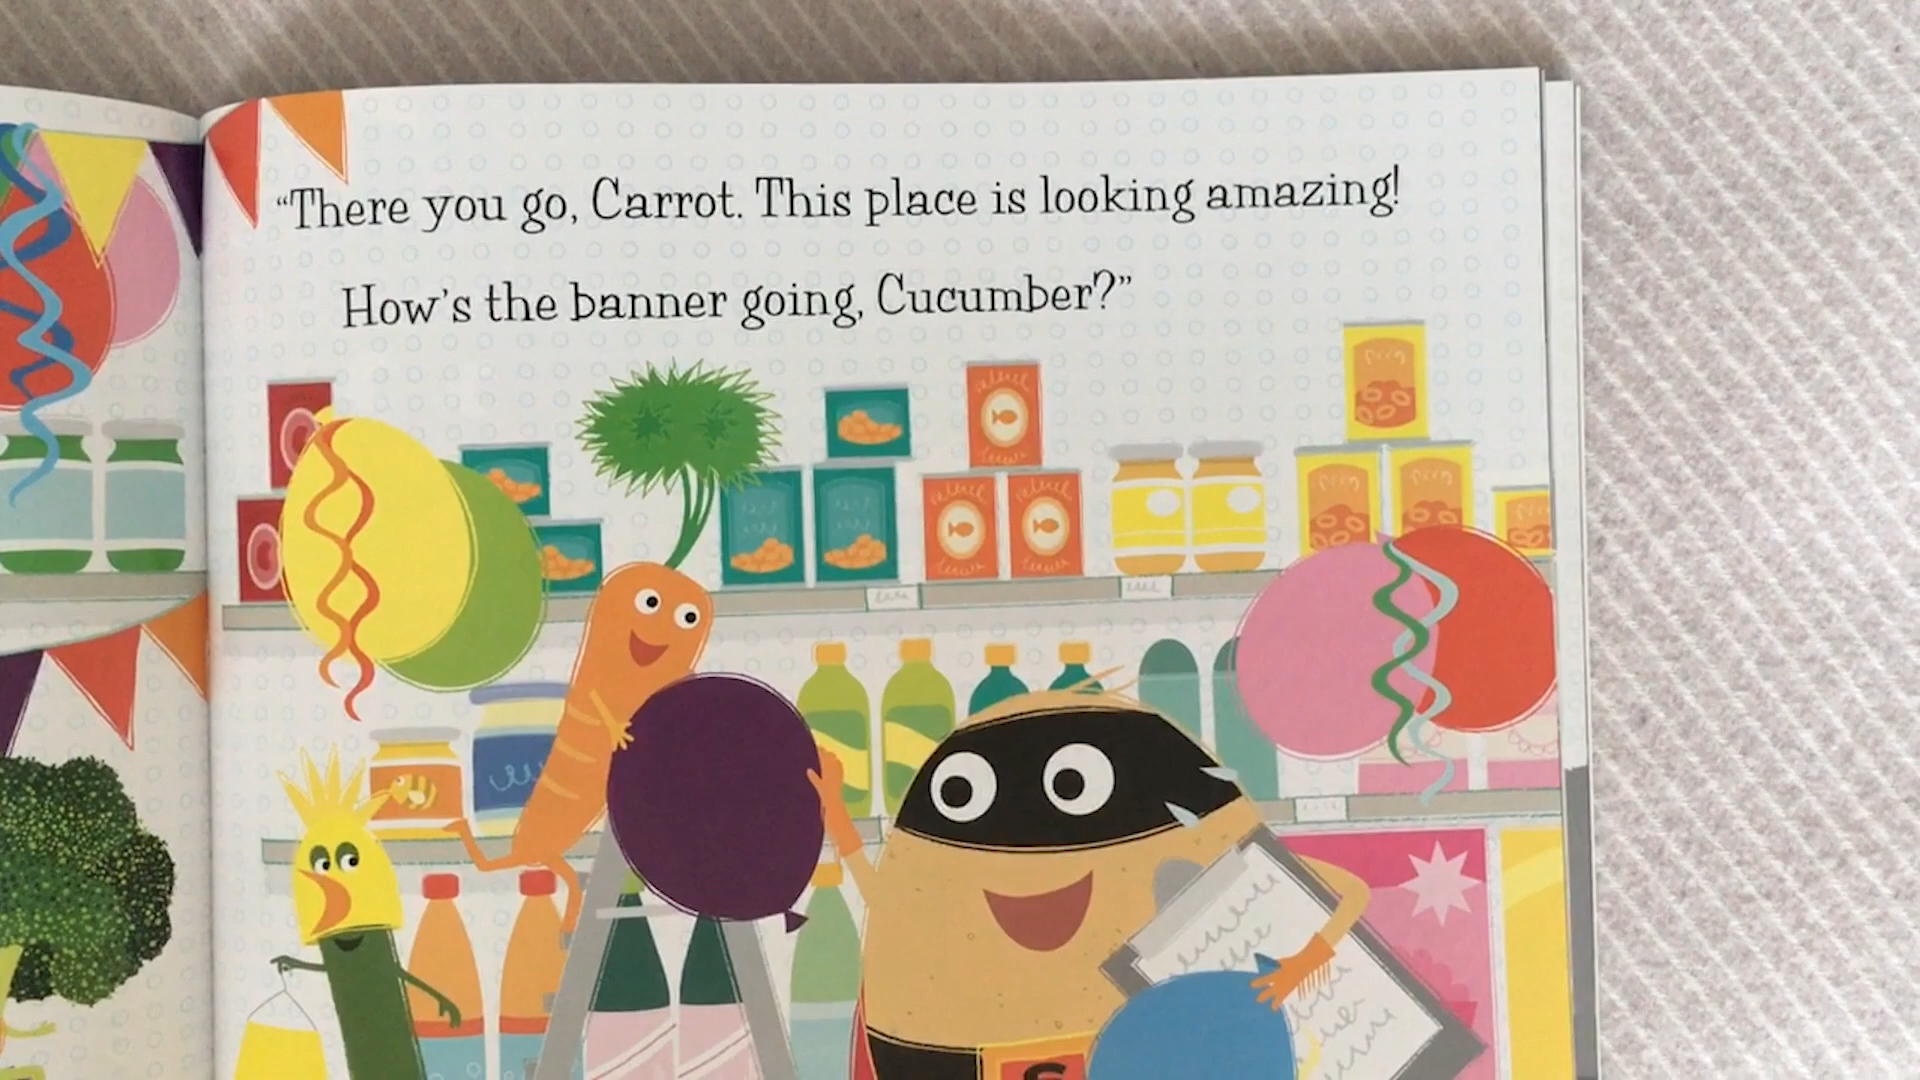 “There you go, Carrot. This place is looking amazing!
How’s the banner going, Cucumber?”